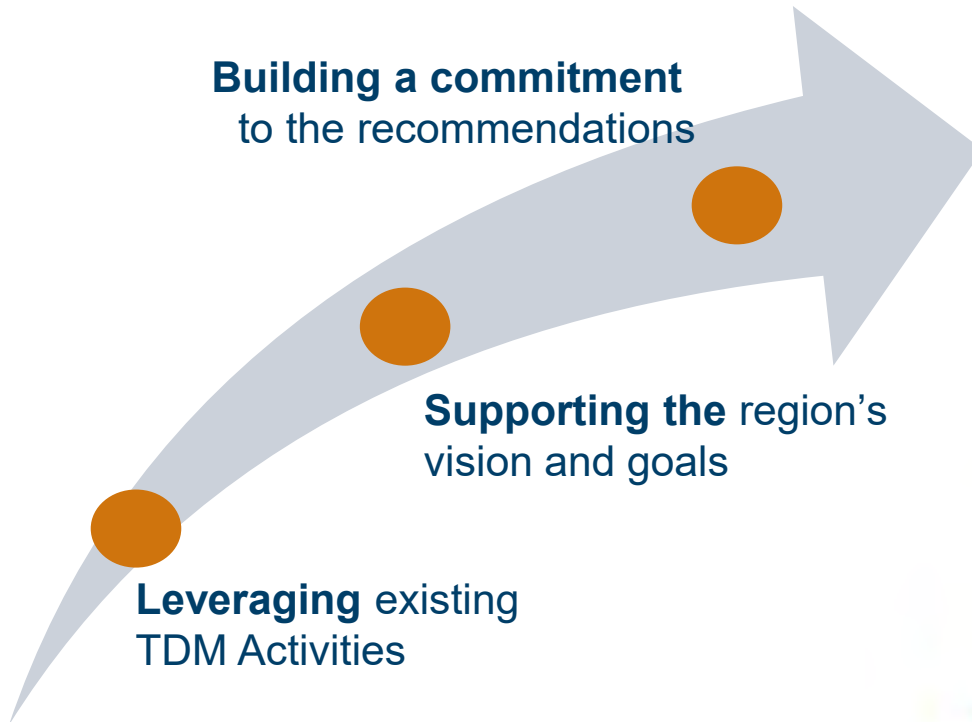 Building a commitment
to the recommendations
Supporting the region’s
vision and goals
Leveraging existing
TDM Activities